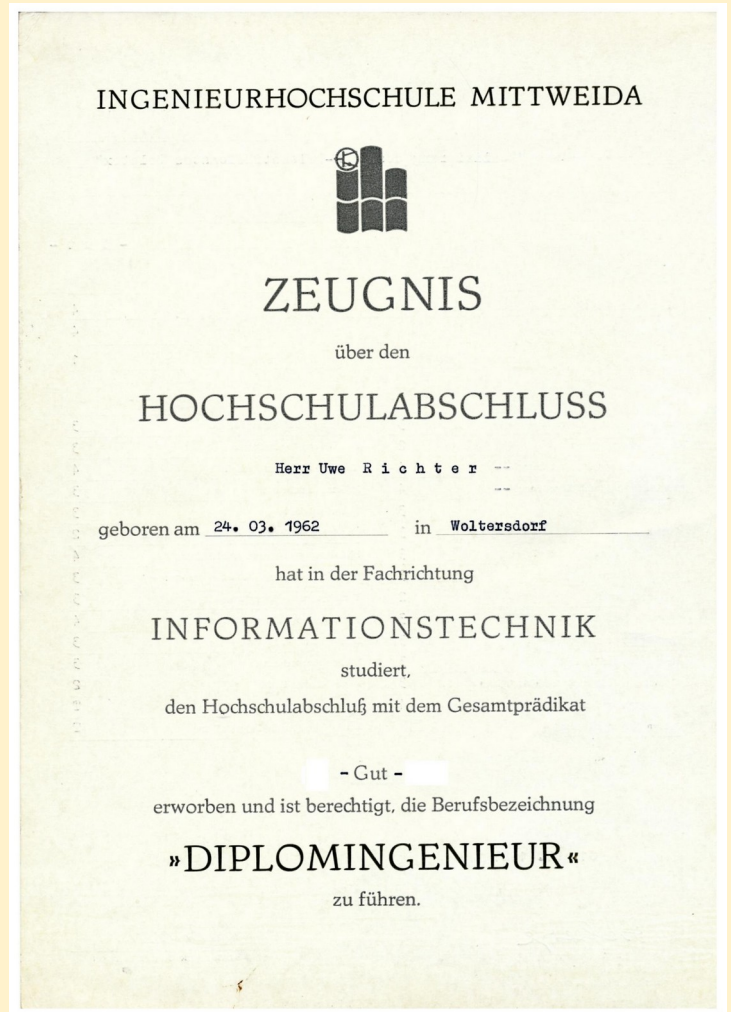 INGENIEURHOCHSCHULE MITTWEIDA
ZEUGNIS
über den
HOCHSCHULABSCHLUSS
Herr Uwe Richter --
--
geboren am 24. 03. 1962 in Woltersdorf
hat in der Fachrichtung
INFORMATIONSTECHNIK
studiert,
den Hochschulabschluß mit dem Gesamtprädikat
- Gut -
erworben und ist berechtigt, die Berufsbezeichnung
»DIPLOMINGENIEUR«
zu führen.